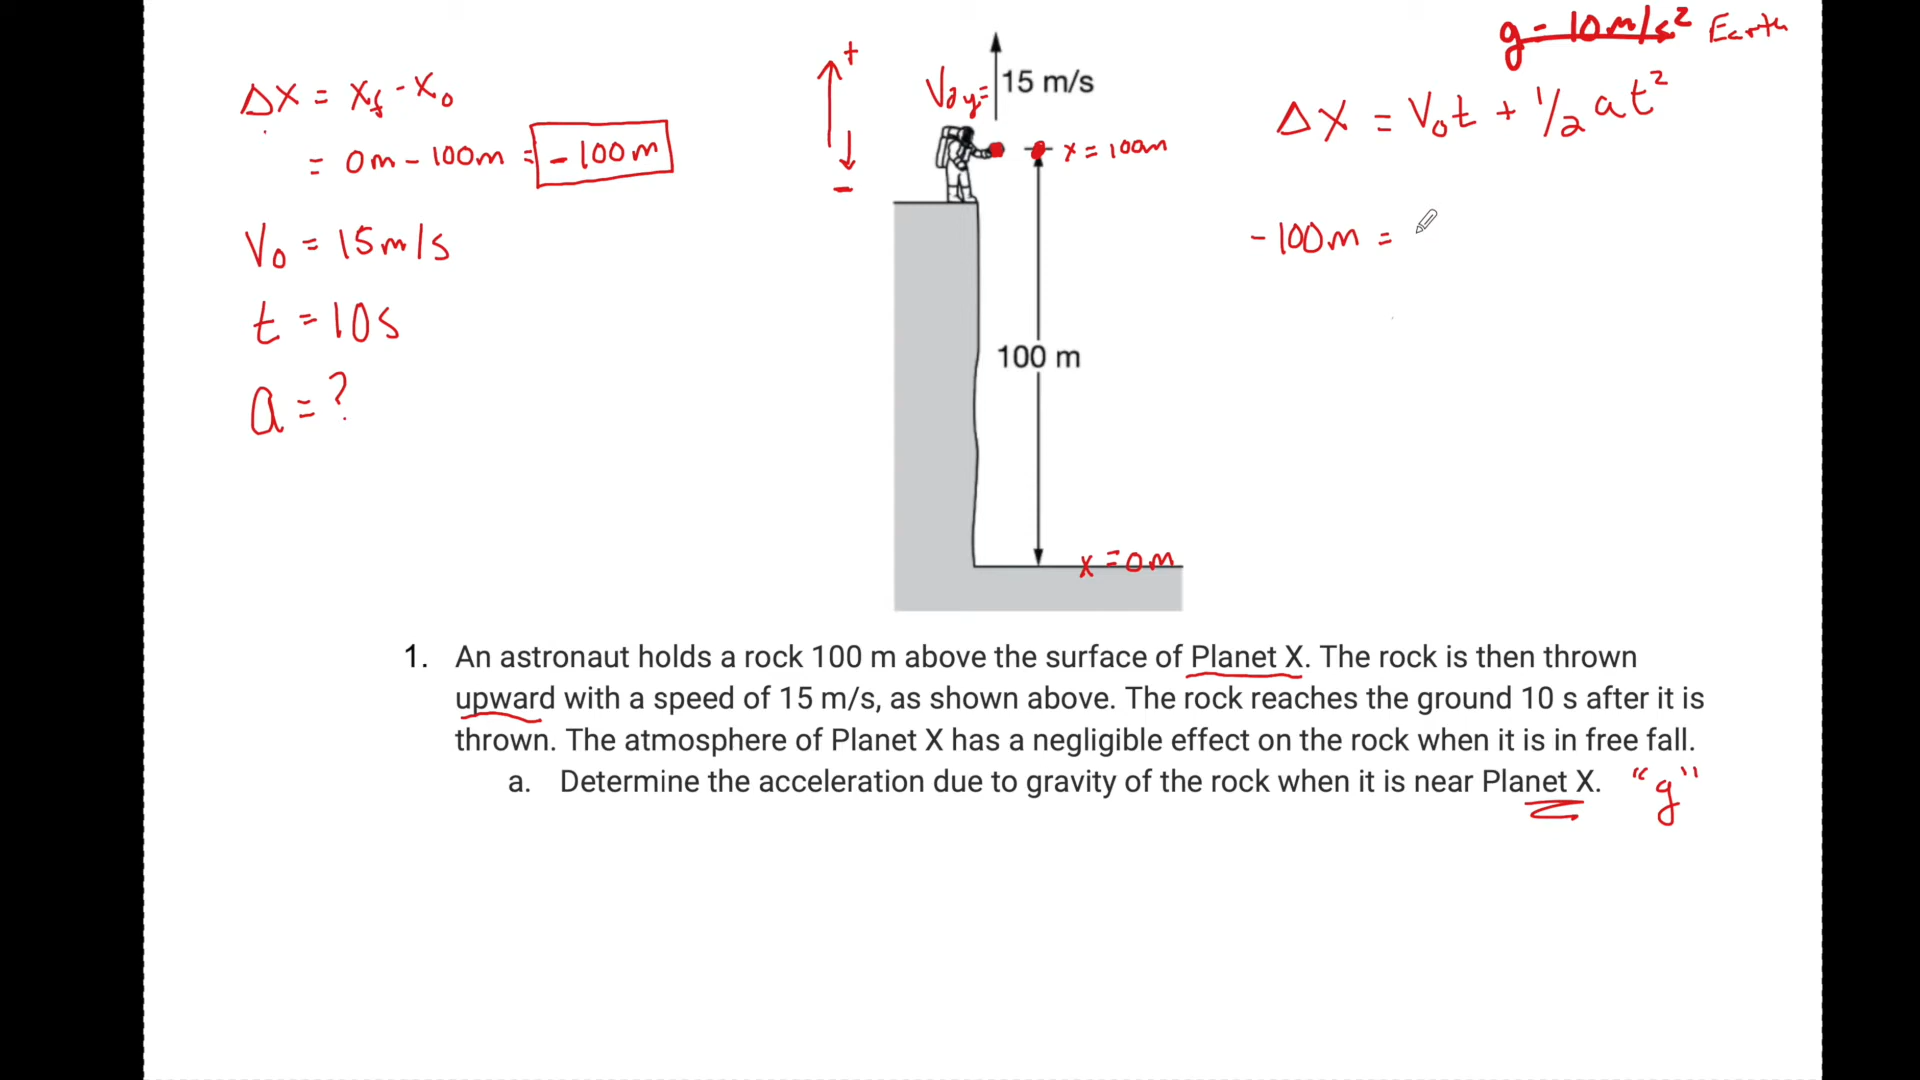 g = 10 m/s² Earth
Δx = xf - x₀
= 0m - 100m = -100m
V₀ = 15m/s
t = 10s
a = ?
+
-
V₀y= 15 m/s
x = 100m
100 m
x = 0m
Δx = V₀t + 1/2 at²
-100m =
1. An astronaut holds a rock 100 m above the surface of Planet X. The rock is then thrown
upward with a speed of 15 m/s, as shown above. The rock reaches the ground 10 s after it is
thrown. The atmosphere of Planet X has a negligible effect on the rock when it is in free fall.
a. Determine the acceleration due to gravity of the rock when it is near Planet X. "g"